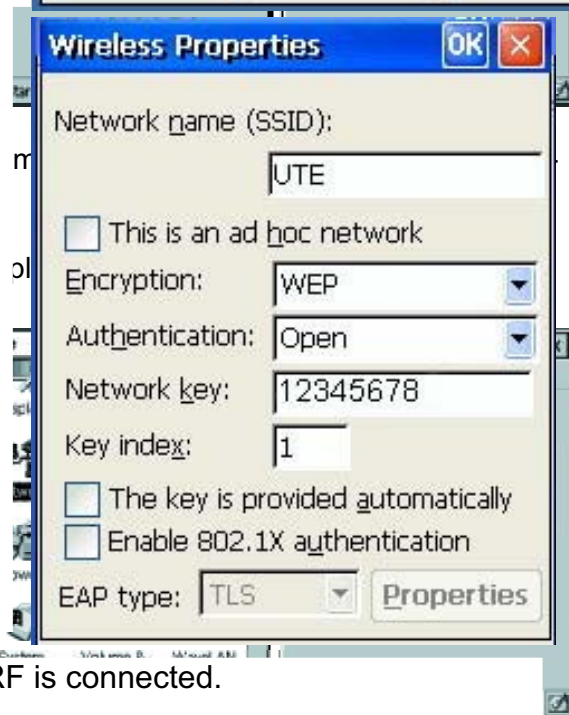 Wireless Properties OK
Network name (SSID):
UTE
This is an ad hoc network
Encryption: WEP
Authentication: Open
Network key: 12345678
Key index: 1
The key is provided automatically
Enable 802.1X authentication
EAP type: TLS Properties
RF is connected.